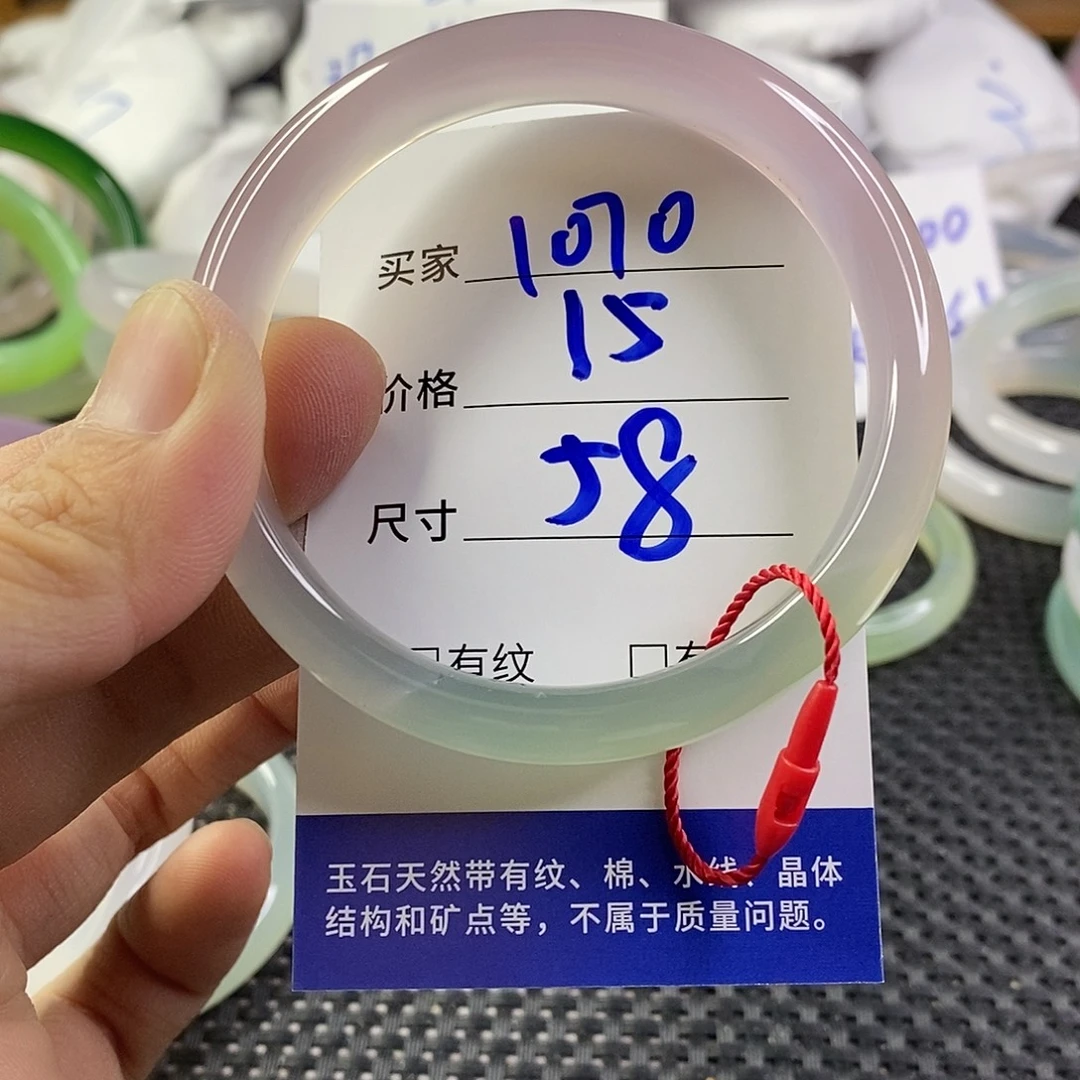 买家 1070
15
价格
尺寸 58
□有纹 □有
玉石天然带有纹、棉、水线、晶体
结构和矿点等，不属于质量问题。